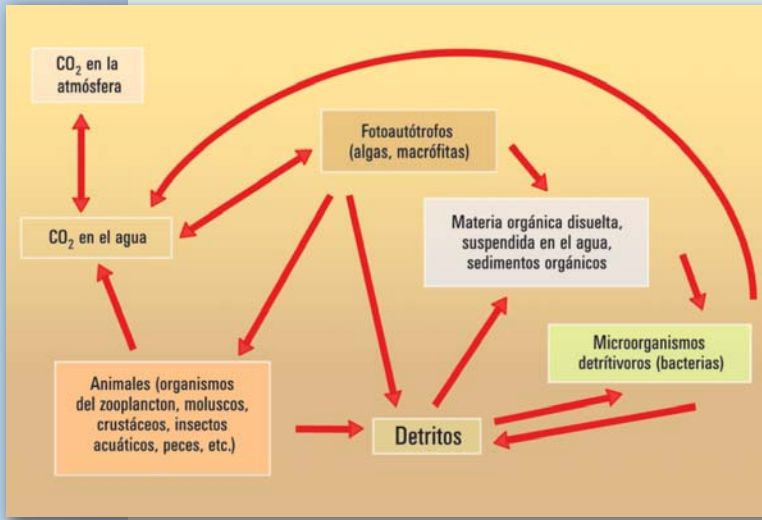 CO2 en la
atmósfera
Fotoautótrofos
(algas, macrófitas)
CO2 en el agua
Materia orgánica disuelta,
suspendida en el agua,
sedimentos orgánicos
Microorganismos
detrítivoros (bacterias)
Animales (organismos
del zooplancton, moluscos,
crustáceos, insectos
acuáticos, peces, etc.)
Detritos